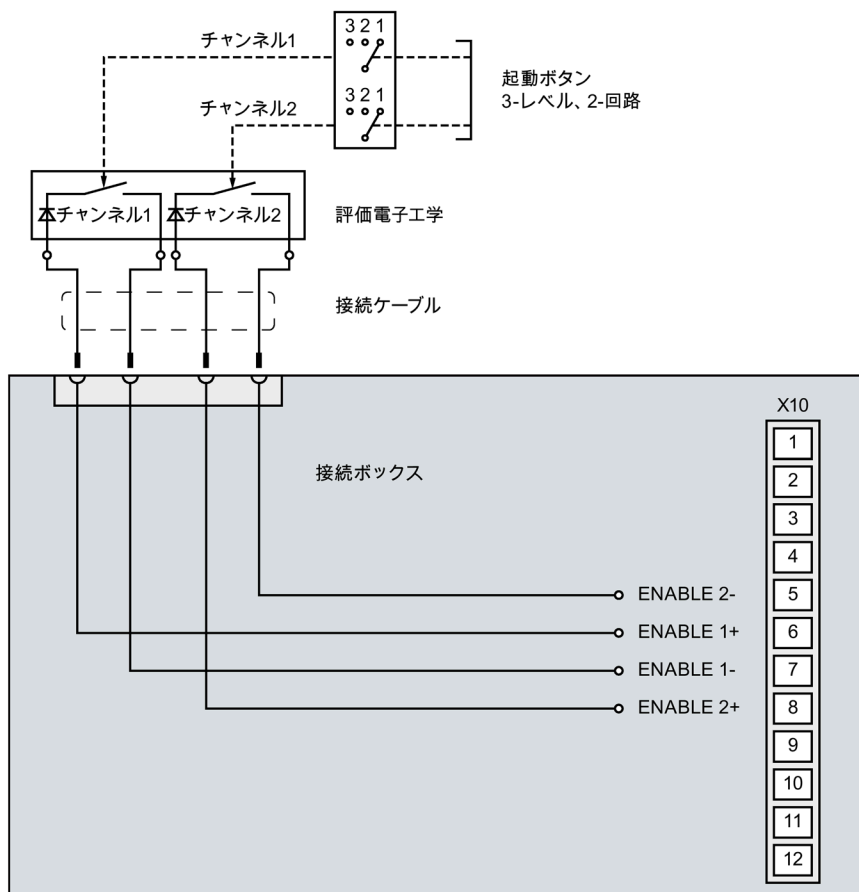 3 2 1
チャンネル1
起動ボタン
3-レベル、2-回路
3 2 1
チャンネル2
チャンネル1
チャンネル2
評価電子工学
接続ケーブル
X10
接続ボックス
1
2
3
4
ENABLE 2-
5
ENABLE 1+
6
ENABLE 1-
7
ENABLE 2+
8
9
10
11
12